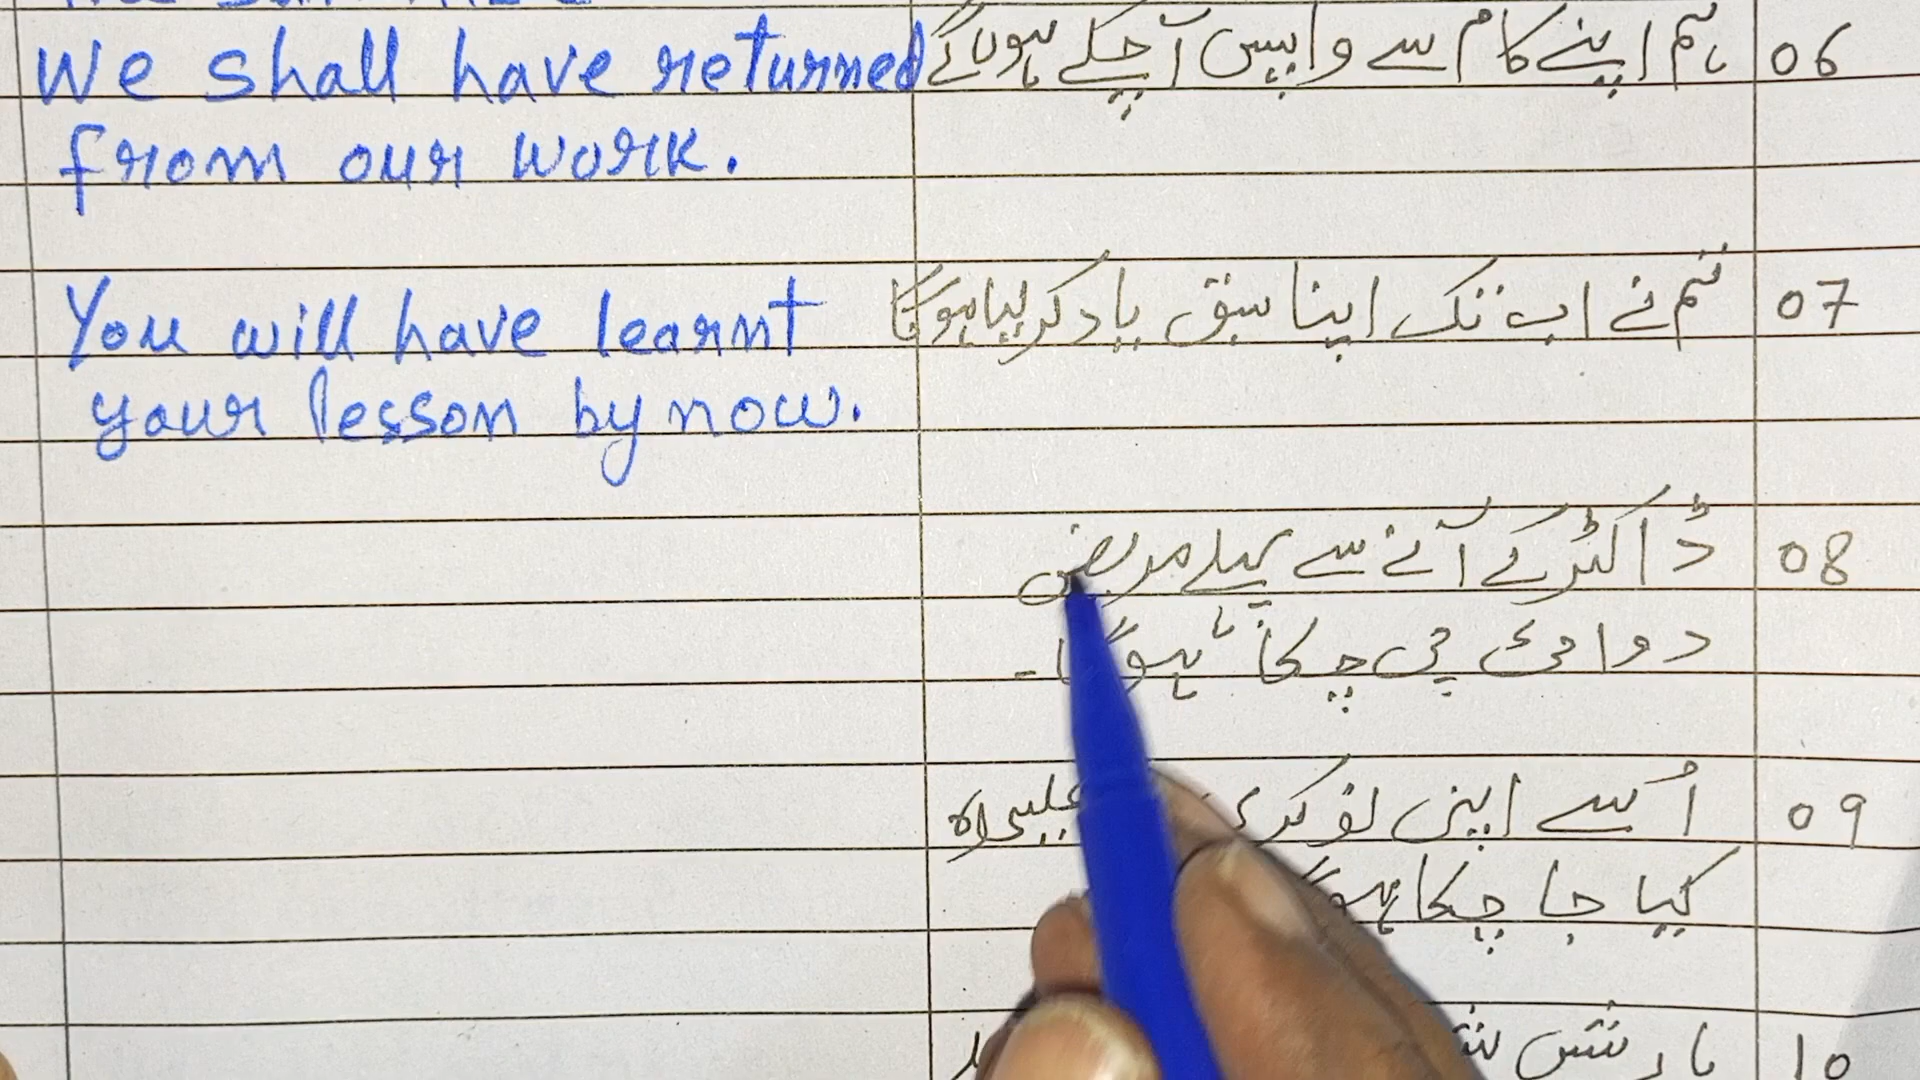 We shall have returned ہم اپنے کام سے واپس آ چکے ہوں گے 06
from our work.
You will have learnt تم نے اب تک اپنا سبق یاد کر لیا ہوگا 07
your lesson by now.
ڈاکٹر کے آنے سے پہلے مریض 08
دوائی پی چکا ہوگا۔
اُسے اپنی نوکری 09
کیا جا چکا
بارش 10